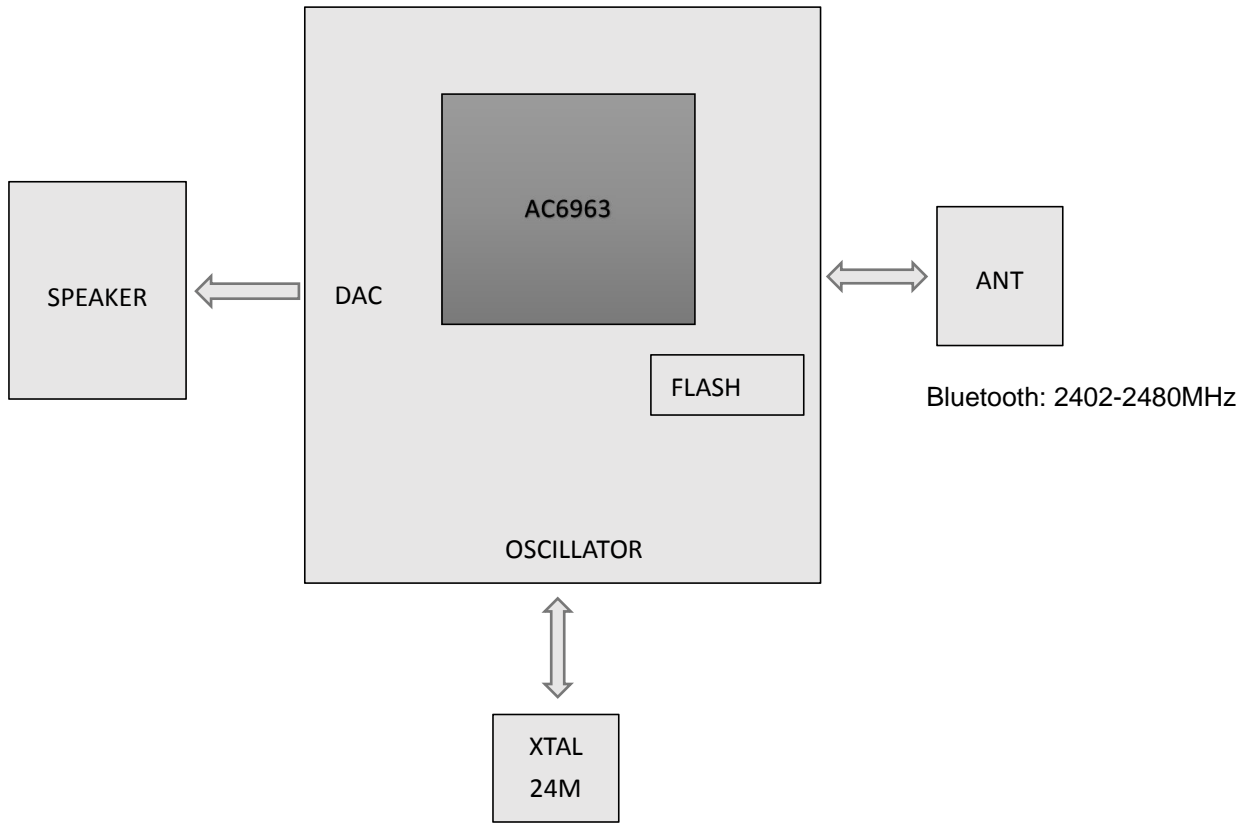 AC6963
SPEAKER
DAC
ANT
FLASH
Bluetooth: 2402-2480MHz
OSCILLATOR
XTAL
24M